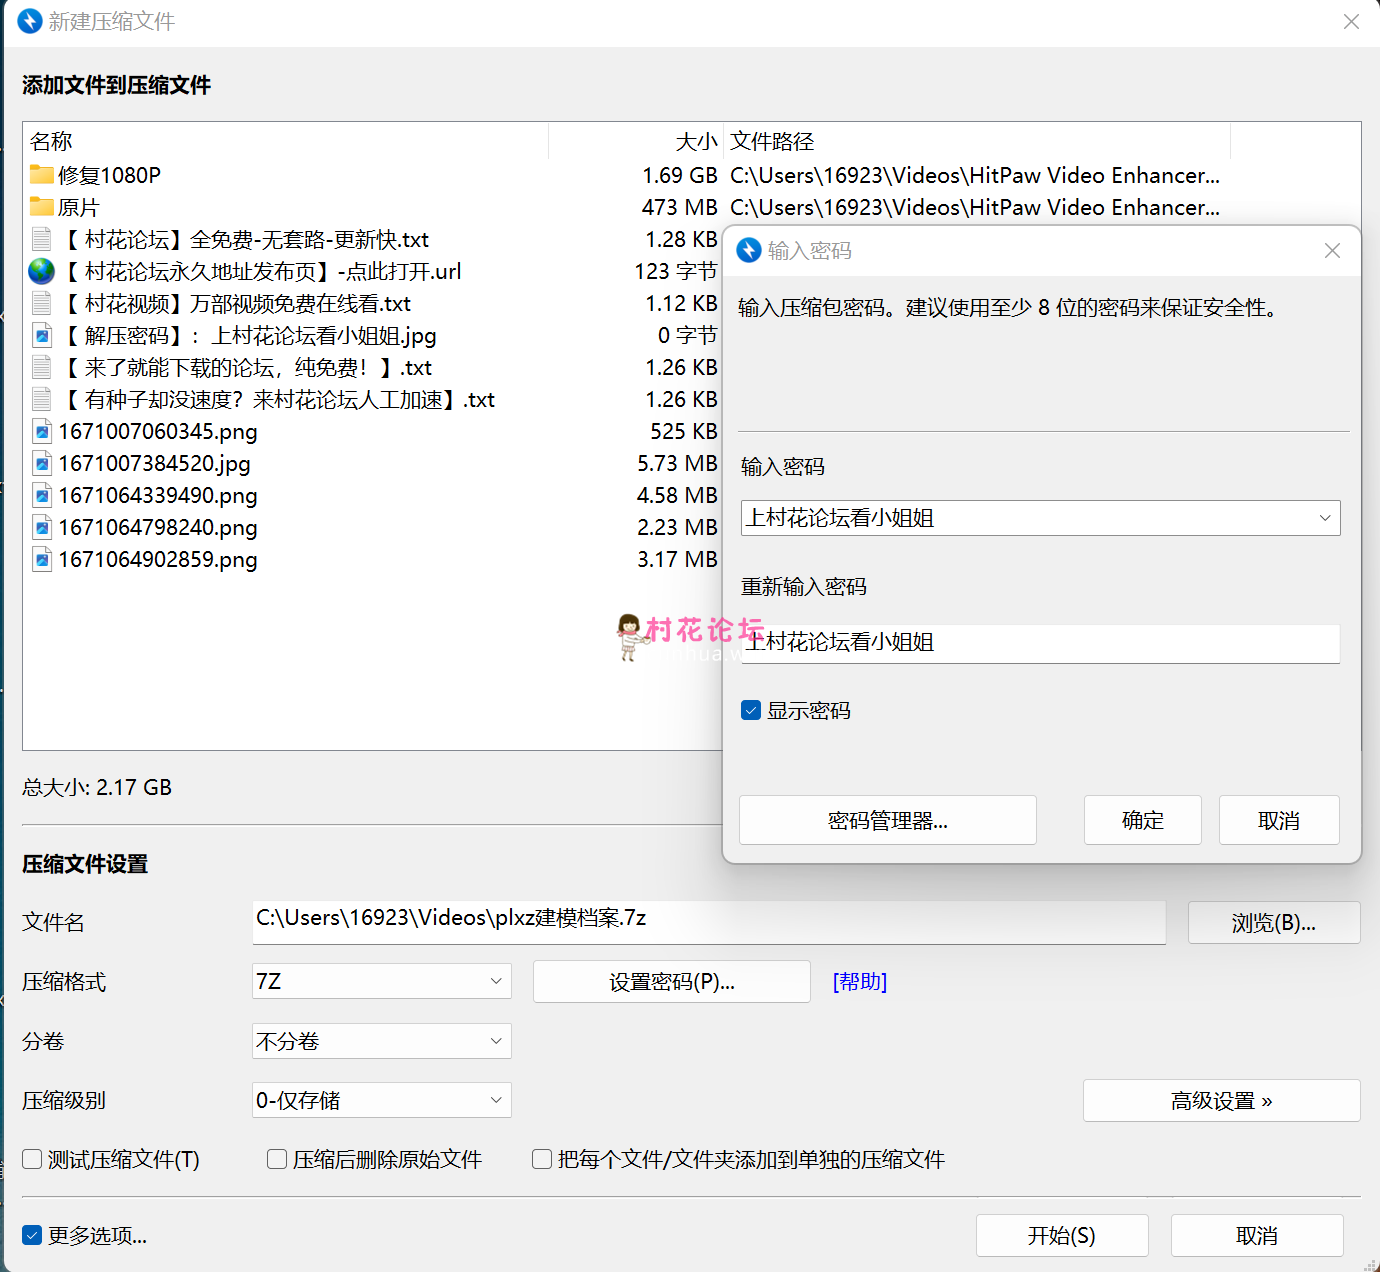 新建压缩文件
添加文件到压缩文件
名称 大小 文件路径
修复1080P 1.69 GB C:\Users\16923\Videos\HitPaw Video Enhancer...
原片 473 MB C:\Users\16923\Videos\HitPaw Video Enhancer...
【 村花论坛】全免费-无套路-更新快.txt 1.28 KB
【 村花论坛永久地址发布页】-点此打开.url 123 字节
【 村花视频】万部视频免费在线看.txt 1.12 KB
【 解压密码】：上村花论坛看小姐姐.jpg 0 字节
【 来了就能下载的论坛，纯免费！】.txt 1.26 KB
【 有种子却没速度？来村花论坛人工加速】.txt 1.26 KB
1671007060345.png 525 KB
1671007384520.jpg 5.73 MB
1671064339490.png 4.58 MB
1671064798240.png 2.23 MB
1671064902859.png 3.17 MB
村花论坛
总大小: 2.17 GB
输入密码
输入压缩包密码。建议使用至少 8 位的密码来保证安全性。
输入密码
上村花论坛看小姐姐
重新输入密码
上村花论坛看小姐姐
显示密码
密码管理器... 确定 取消
压缩文件设置
文件名 C:\Users\16923\Videos\plxz建模档案.7z 浏览(B)...
压缩格式 7Z 设置密码(P)... [帮助]
分卷 不分卷
压缩级别 0-仅存储 高级设置 »
测试压缩文件(T) 压缩后删除原始文件 把每个文件/文件夹添加到单独的压缩文件
更多选项... 开始(S) 取消